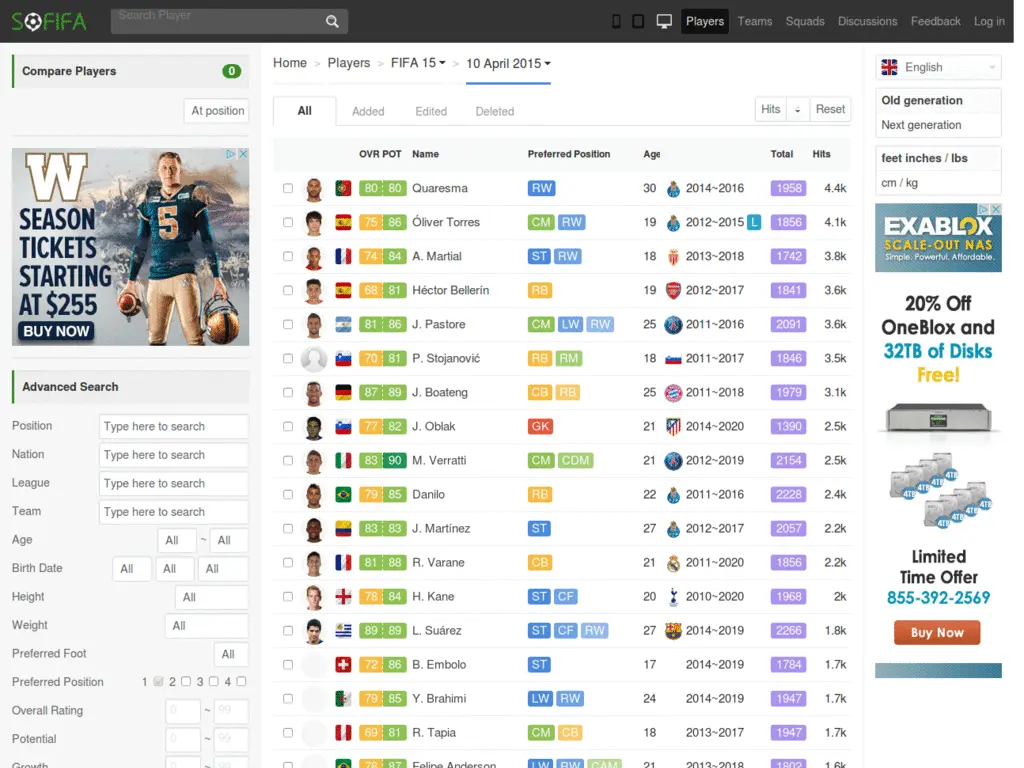 SOFIFA
Search Player
Players Teams Squads Discussions Feedback Log in
Compare Players 0
At position
W
SEASON
TICKETS
STARTING
AT $255
BUY NOW
5
Advanced Search
Position Type here to search
Nation Type here to search
League Type here to search
Team Type here to search
Age All ~ All
Birth Date All All All
Height All
Weight All
Preferred Foot All
Preferred Position 1 2 3 4
Overall Rating 0 ~ 99
Potential 0 ~ 99
Growth
Home > Players > FIFA 15 > 10 April 2015
All Added Edited Deleted
Hits Reset
OVR POT Name Preferred Position Age Total Hits
80 80 Quaresma RW 30 2014~2016 1958 4.4k
75 86 Óliver Torres CM RW 19 2012~2015 L 1856 4.1k
74 84 A. Martial ST RW 18 2013~2018 1742 3.8k
68 81 Héctor Bellerín RB 19 2012~2017 1841 3.6k
81 86 J. Pastore CM LW RW 25 2011~2016 2091 3.6k
70 81 P. Stojanović RB RM 18 2011~2017 1846 3.5k
87 89 J. Boateng CB RB 25 2011~2018 1979 3.1k
77 82 J. Oblak GK 21 2014~2020 1390 2.5k
83 90 M. Verratti CM CDM 21 2012~2019 2154 2.5k
79 85 Danilo RB 22 2011~2016 2228 2.4k
83 83 J. Martínez ST 27 2012~2017 2057 2.2k
81 88 R. Varane CB 21 2011~2020 1856 2.2k
78 84 H. Kane ST CF 20 2010~2020 1968 2k
89 89 L. Suárez ST CF RW 27 2014~2019 2266 1.8k
72 86 B. Embolo ST 17 2014~2019 1784 1.7k
79 85 Y. Brahimi LW RW 24 2014~2019 1947 1.7k
69 81 R. Tapia CM CB 18 2013~2017 1947 1.7k
78 87 Felipe Anderson LW RW CAM 21 2013~2018 1802 1.6k
English
Old generation
Next generation
feet inches / lbs
cm / kg
EXABLOX
SCALE-OUT NAS
Simple. Powerful. Affordable.
20% Off
OneBlox and
32TB of Disks
Free!
4TB 4TB 4TB 4TB
4TB 4TB 4TB 4TB
Limited
Time Offer
855-392-2569
Buy Now